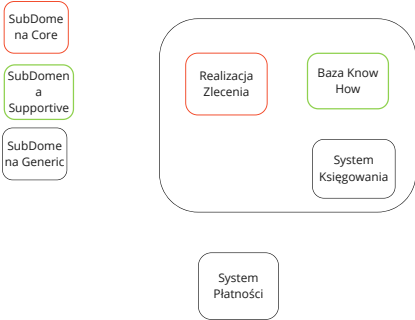 SubDome
na Core
SubDomen
a
Supportive
SubDome
na Generic
Realizacja
Zlecenia
Baza Know
How
System
Księgowania
System
Płatności